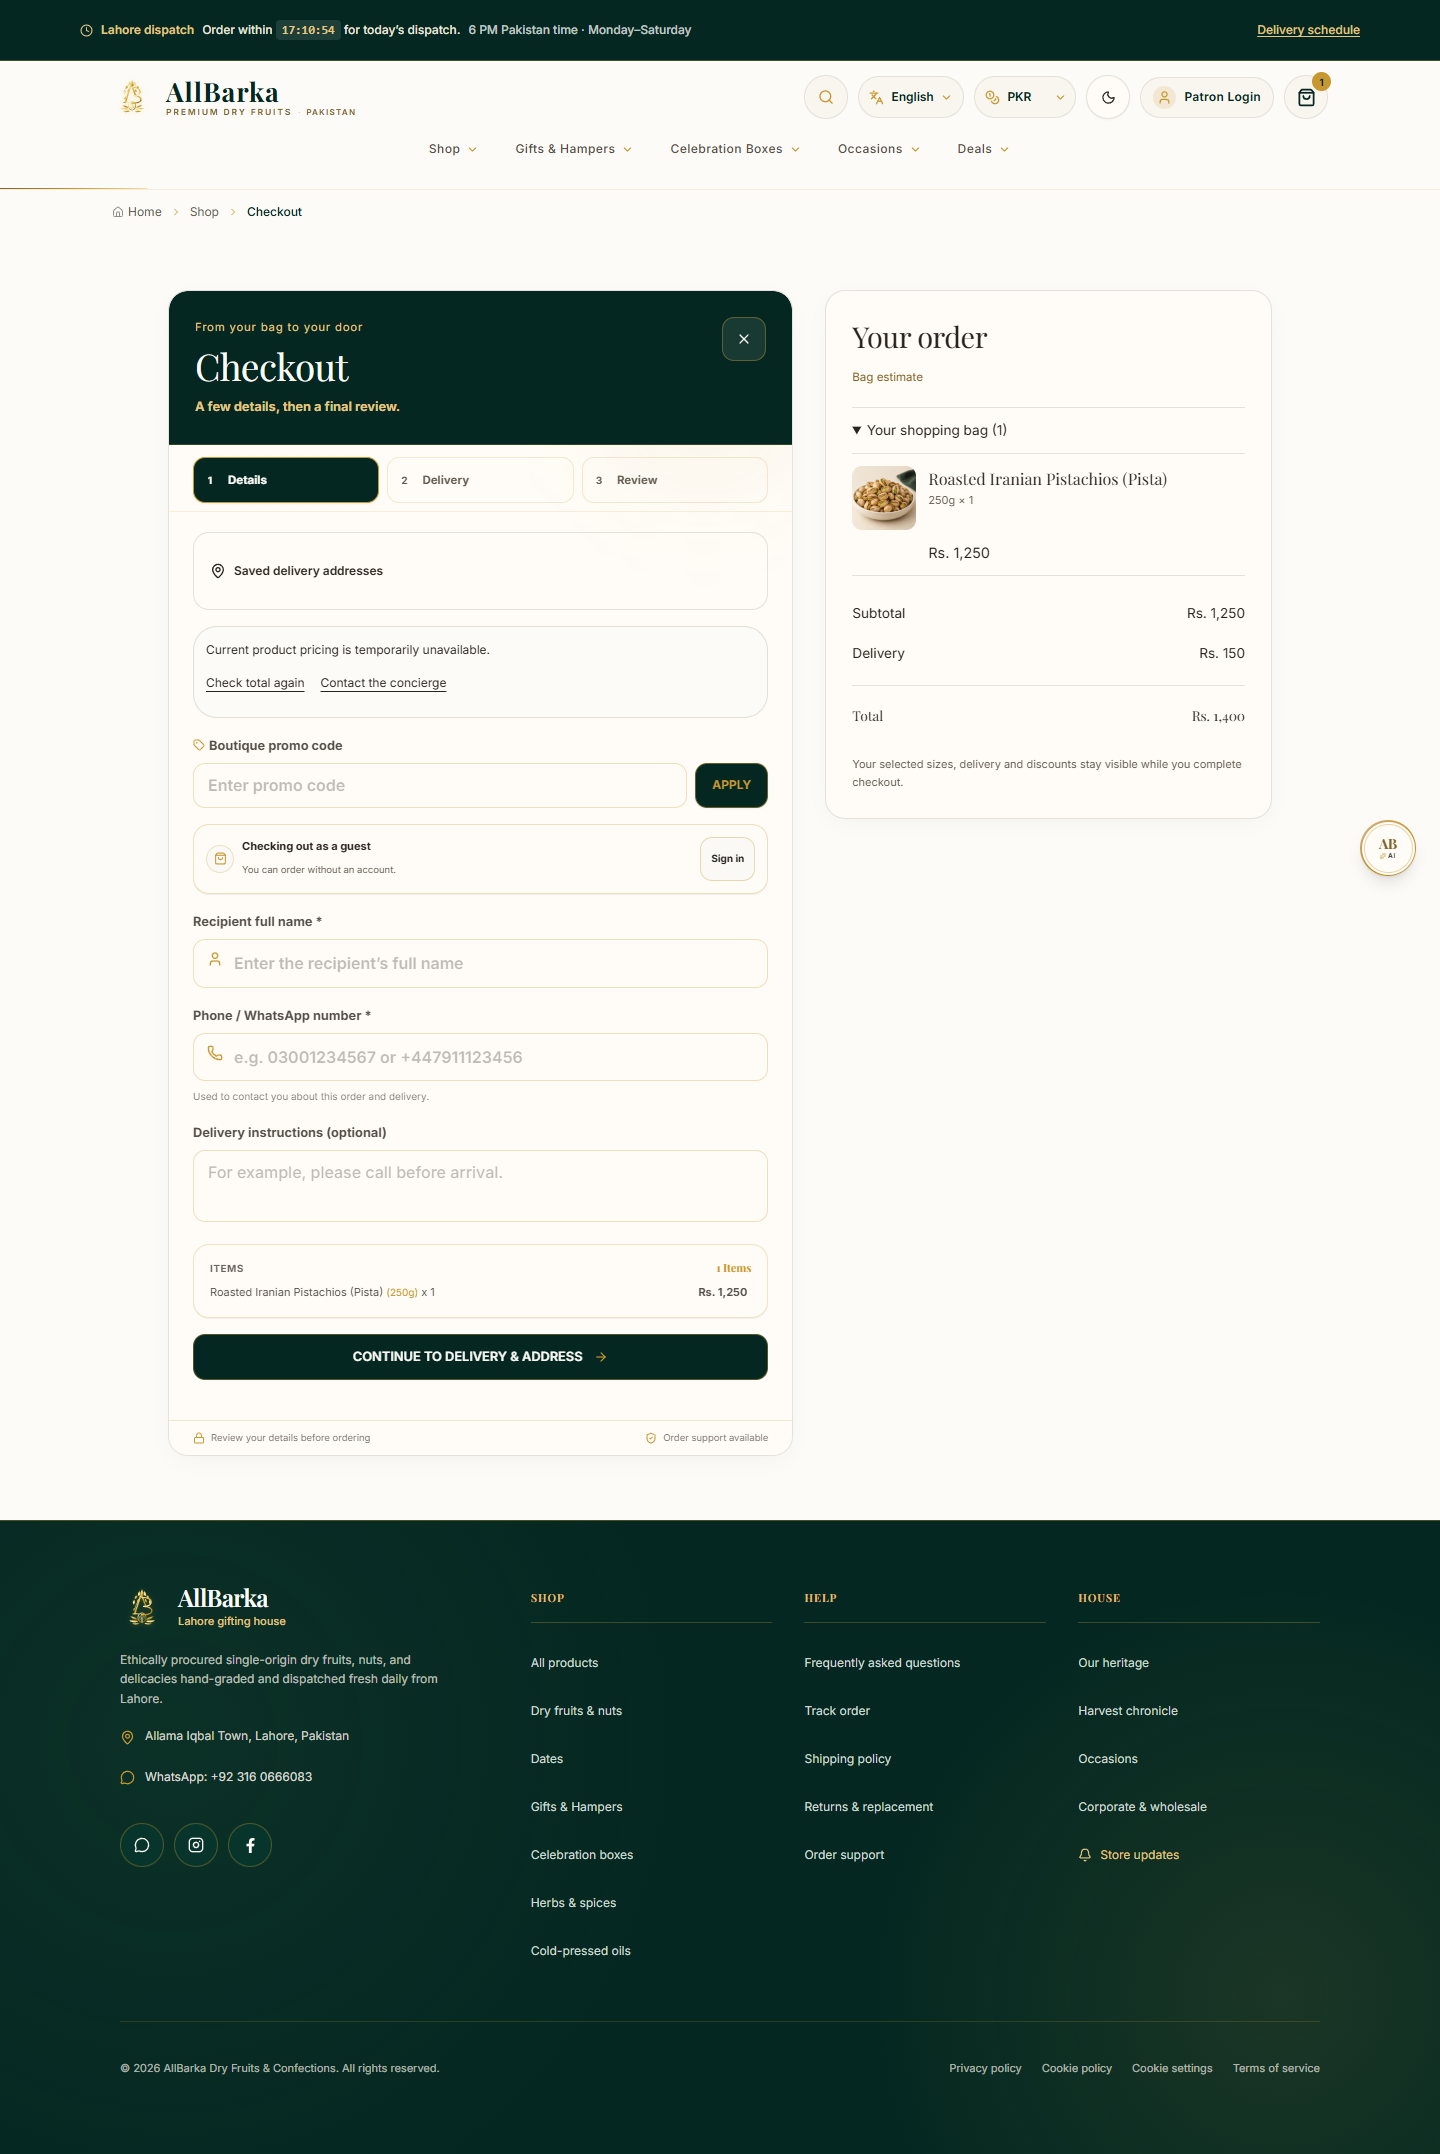 Lahore dispatch Order within 17:10:54 for today's dispatch. 6 PM Pakistan time · Monday–Saturday
Delivery schedule
AllBarka
PREMIUM DRY FRUITS · PAKISTAN
English
PKR
Patron Login
1
Shop
Gifts & Hampers
Celebration Boxes
Occasions
Deals
Home
Shop
Checkout
From your bag to your door
Checkout
A few details, then a final review.
1 Details
2 Delivery
3 Review
Saved delivery addresses
Current product pricing is temporarily unavailable.
Check total again
Contact the concierge
Boutique promo code
Enter promo code
APPLY
Checking out as a guest
You can order without an account.
Sign in
Recipient full name *
Enter the recipient's full name
Phone / WhatsApp number *
e.g. 03001234567 or +447911123456
Used to contact you about this order and delivery.
Delivery instructions (optional)
For example, please call before arrival.
ITEMS
1 Items
Roasted Iranian Pistachios (Pista) (250g) x 1
Rs. 1,250
CONTINUE TO DELIVERY & ADDRESS
Review your details before ordering
Order support available
Your order
Bag estimate
▼ Your shopping bag (1)
Roasted Iranian Pistachios (Pista)
250g × 1
Rs. 1,250
Subtotal
Rs. 1,250
Delivery
Rs. 150
Total
Rs. 1,400
Your selected sizes, delivery and discounts stay visible while you complete
checkout.
AB
AI
AllBarka
Lahore gifting house
Ethically procured single-origin dry fruits, nuts, and
delicacies hand-graded and dispatched fresh daily from
Lahore.
Allama Iqbal Town, Lahore, Pakistan
WhatsApp: +92 316 0666083
SHOP
All products
Dry fruits & nuts
Dates
Gifts & Hampers
Celebration boxes
Herbs & spices
Cold-pressed oils
HELP
Frequently asked questions
Track order
Shipping policy
Returns & replacement
Order support
HOUSE
Our heritage
Harvest chronicle
Occasions
Corporate & wholesale
Store updates
© 2026 AllBarka Dry Fruits & Confections. All rights reserved.
Privacy policy
Cookie policy
Cookie settings
Terms of service